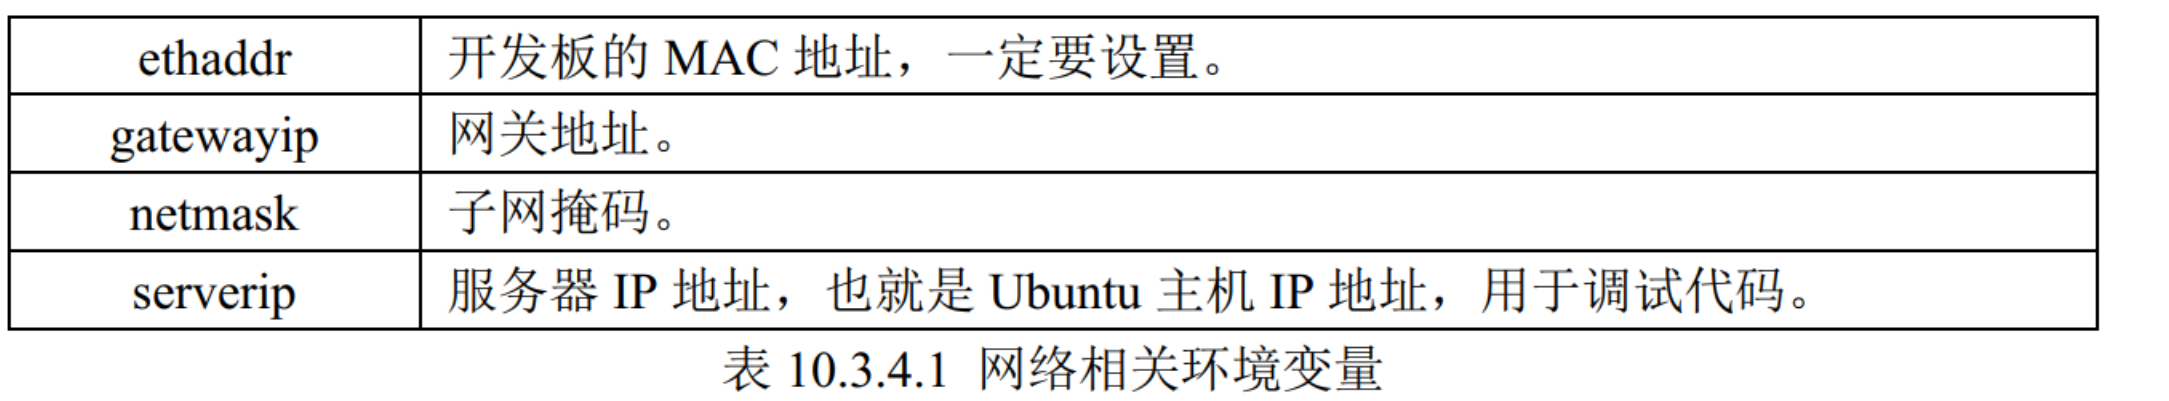 ethaddr 开发板的 MAC 地址，一定要设置。
gatewayip 网关地址。
netmask 子网掩码。
serverip 服务器 IP 地址，也就是 Ubuntu 主机 IP 地址，用于调试代码。
表 10.3.4.1 网络相关环境变量